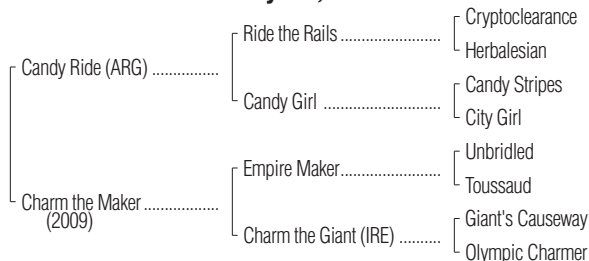 Cryptoclearance
Ride the Rails ......................
Herbalesian
Candy Ride (ARG) ................
Candy Stripes
Candy Girl ..........................
City Girl
Unbridled
Empire Maker......................
Toussaud
Charm the Maker ..................
(2009)
Giant's Causeway
Charm the Giant (IRE) ..........
Olympic Charmer